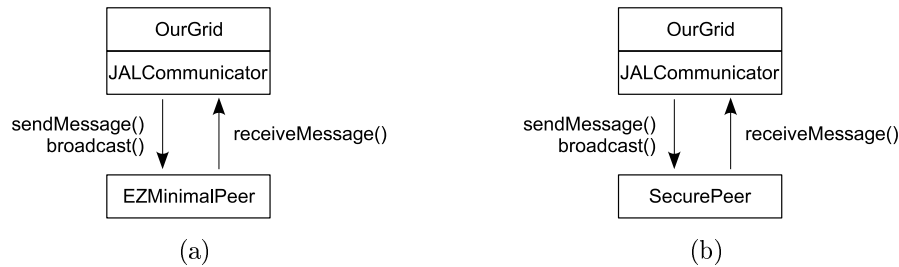 OurGrid
JALCommunicator
sendMessage()
broadcast()
receiveMessage()
EZMinimalPeer
(a)
OurGrid
JALCommunicator
sendMessage()
broadcast()
receiveMessage()
SecurePeer
(b)